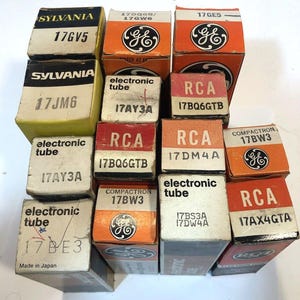 SYLVANIA
17GV5
17GW6
GE
17GE5
GE
SYLVANIA
17JM6
electronic
tube
17AY3A
RCA
17BQ6GTB
electronic
tube
17AY3A
RCA
17BQ6GTB
RCA
17DM4A
COMPACTRON
17BW3
GE
electronic
tube
17BE3
Made in Japan
COMPACTRON
17BW3
GE
electronic
tube
17BS3A
17DW4A
RCA
17AX4GTA